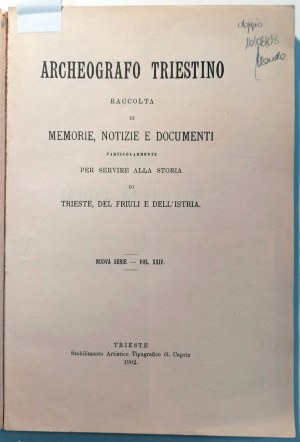 doppio
ARCHEOGRAFO TRIESTINO
RACCOLTA
DI
MEMORIE, NOTIZIE E DOCUMENTI
PARTICOLARMENTE
PER SERVIRE ALLA STORIA
DI
TRIESTE, DEL FRIULI E DELL'ISTRIA.
NUOVA SERIE — VOL. XXIV.
TRIESTE
Stabilimento Artistico Tipografico G. Caprin
1902.